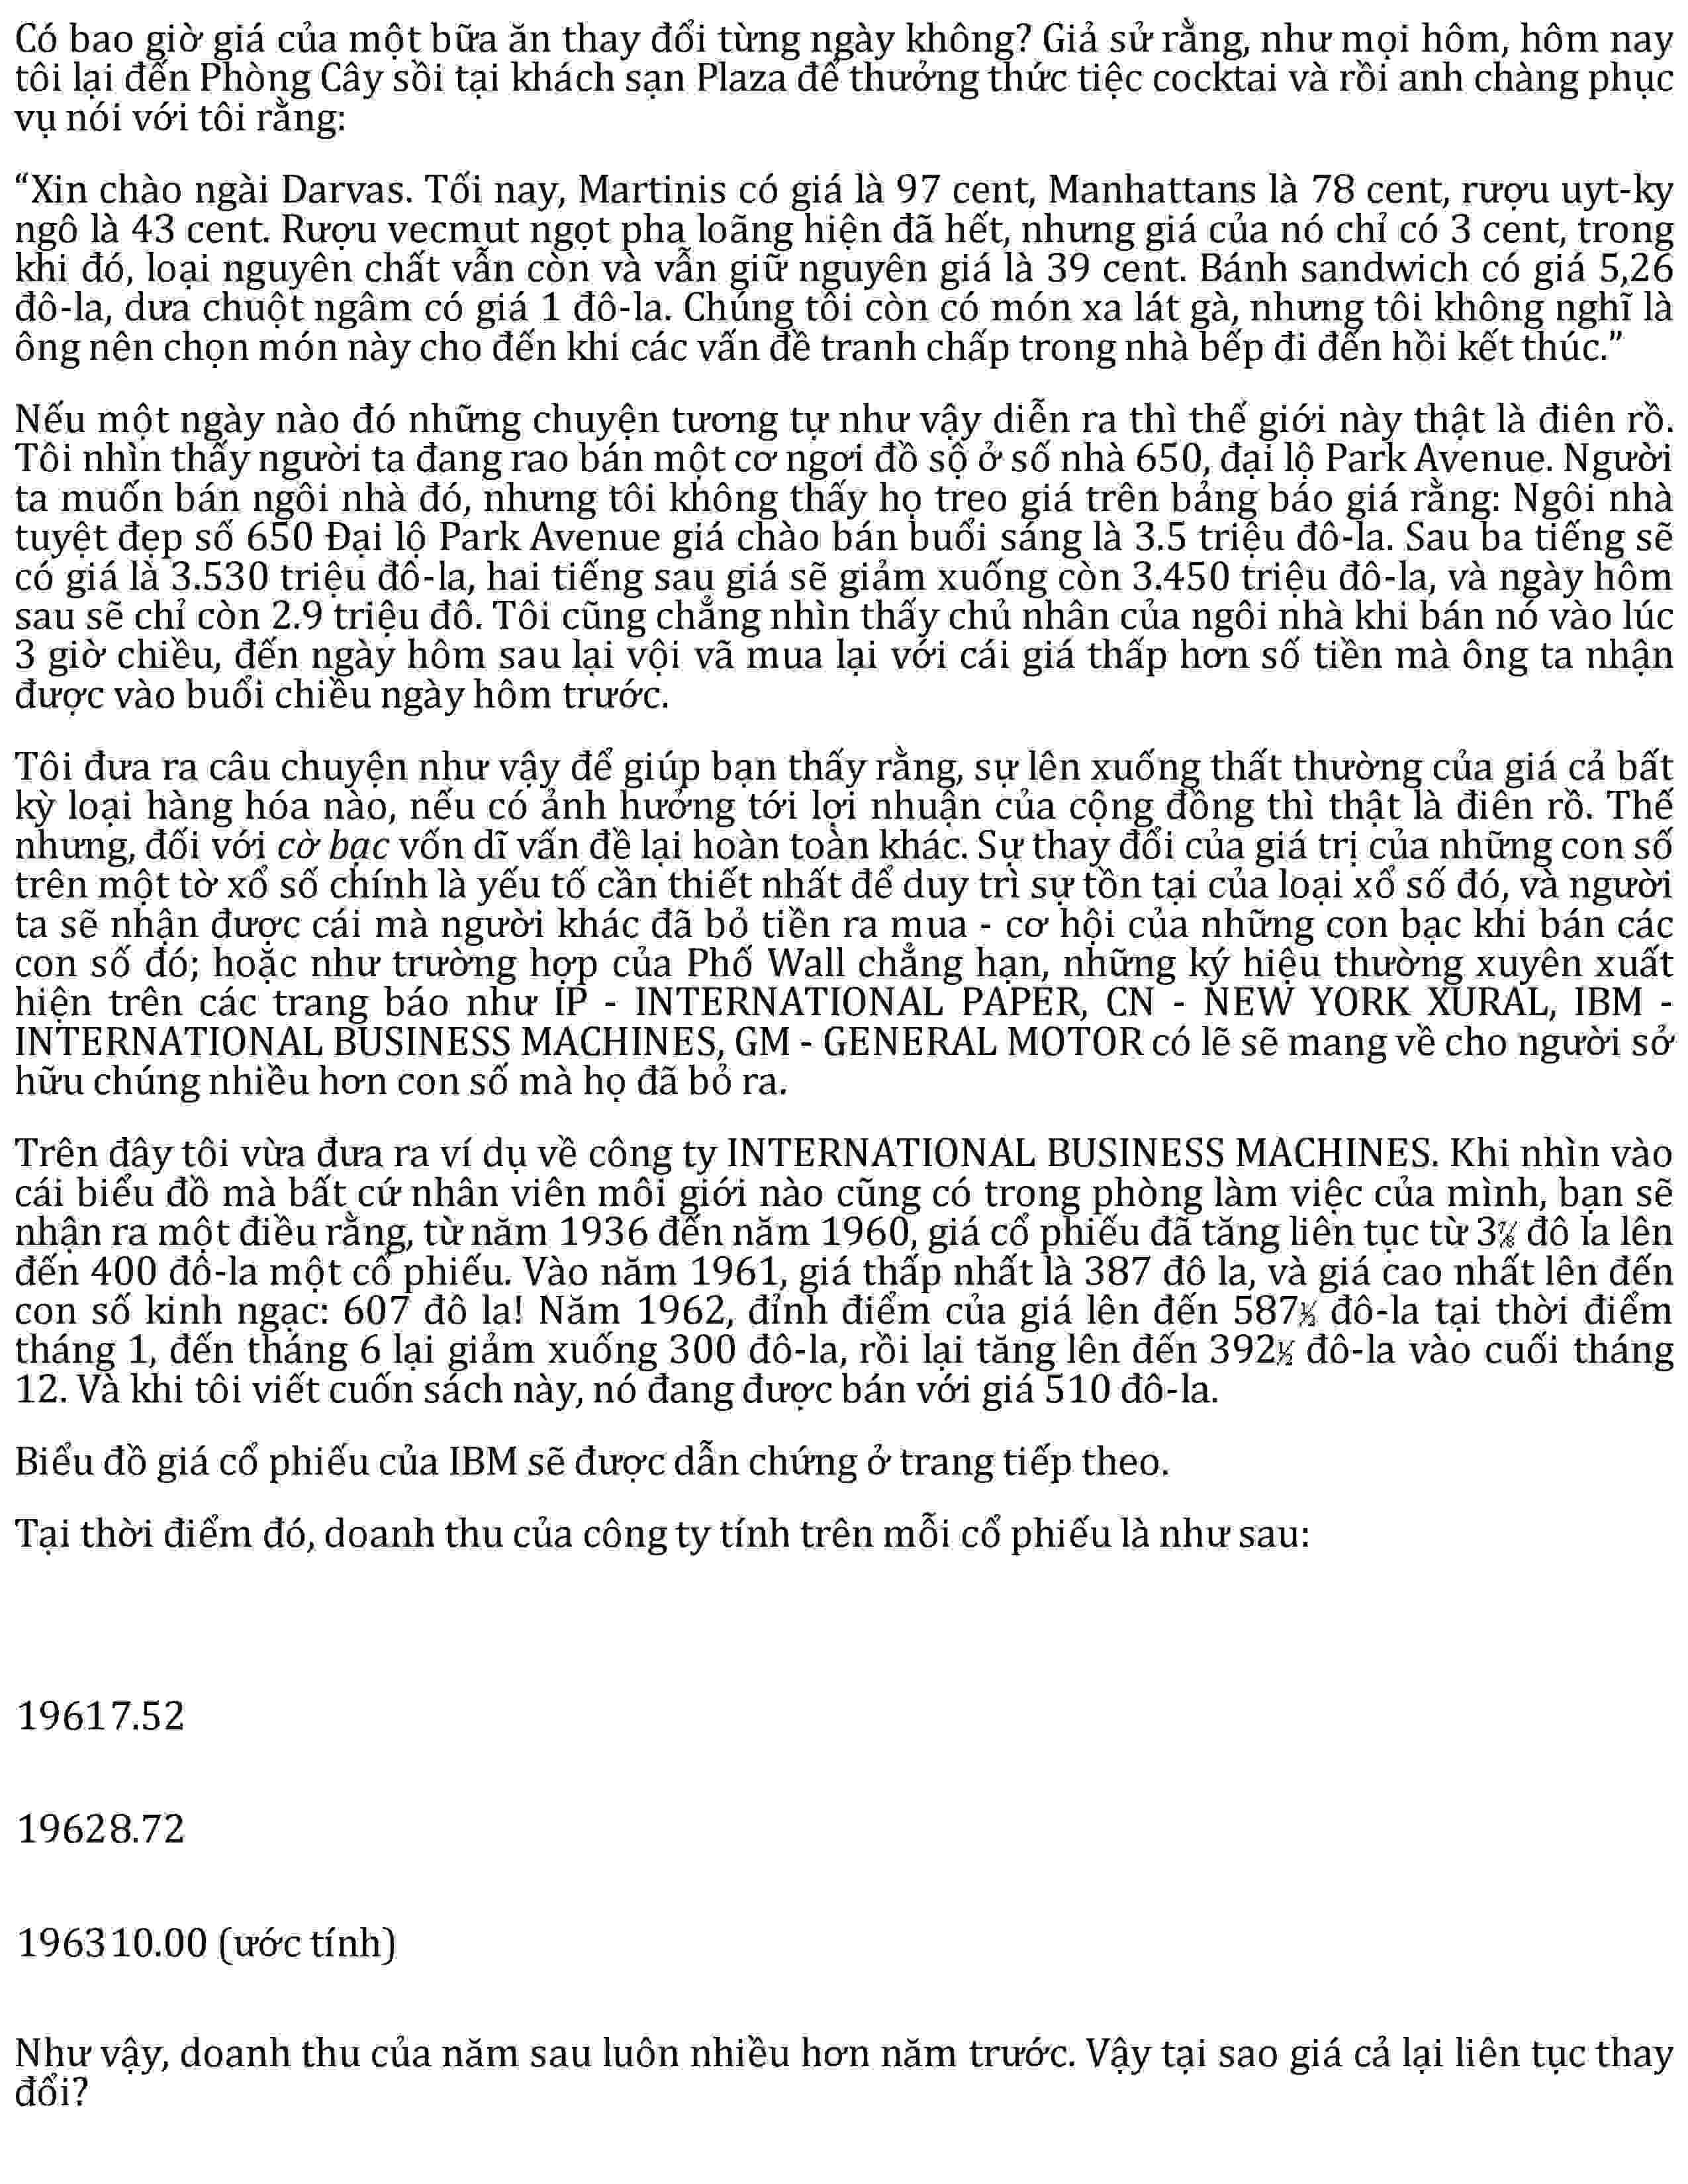 Có bao giờ giá của một bữa ăn thay đổi từng ngày không? Giả sử rằng, như mọi hôm, hôm nay
tôi lại đến Phòng Cây sồi tại khách sạn Plaza để thưởng thức tiệc cocktai và rồi anh chàng phục
vụ nói với tôi rằng:
“Xin chào ngài Darvas. Tối nay, Martinis có giá là 97 cent, Manhattans là 78 cent, rượu uyt-ky
ngô là 43 cent. Rượu vecmut ngọt pha loãng hiện đã hết, nhưng giá của nó chỉ có 3 cent, trong
khi đó, loại nguyên chất vẫn còn và vẫn giữ nguyên giá là 39 cent. Bánh sandwich có giá 5,26
đô-la, dưa chuột ngâm có giá 1 đô-la. Chúng tôi còn có món xa lát gà, nhưng tôi không nghĩ là
ông nên chọn món này cho đến khi các vấn đề tranh chấp trong nhà bếp đi đến hồi kết thúc.”
Nếu một ngày nào đó những chuyện tương tự như vậy diễn ra thì thế giới này thật là điên rồ.
Tôi nhìn thấy người ta đang rao bán một cơ ngơi đồ sộ ở số nhà 650, đại lộ Park Avenue. Người
ta muốn bán ngôi nhà đó, nhưng tôi không thấy họ treo giá trên bảng báo giá rằng: Ngôi nhà
tuyệt đẹp số 650 Đại lộ Park Avenue giá chào bán buổi sáng là 3.5 triệu đô-la. Sau ba tiếng sẽ
có giá là 3.530 triệu đô-la, hai tiếng sau giá sẽ giảm xuống còn 3.450 triệu đô-la, và ngày hôm
sau sẽ chỉ còn 2.9 triệu đô. Tôi cũng chẳng nhìn thấy chủ nhân của ngôi nhà khi bán nó vào lúc
3 giờ chiều, đến ngày hôm sau lại vội vã mua lại với cái giá thấp hơn số tiền mà ông ta nhận
được vào buổi chiều ngày hôm trước.
Tôi đưa ra câu chuyện như vậy để giúp bạn thấy rằng, sự lên xuống thất thường của giá cả bất
kỳ loại hàng hóa nào, nếu có ảnh hưởng tới lợi nhuận của cộng đồng thì thật là điên rồ. Thế
nhưng, đối với cờ bạc vốn dĩ vấn đề lại hoàn toàn khác. Sự thay đổi của giá trị của những con số
trên một tờ xổ số chính là yếu tố cần thiết nhất để duy trì sự tồn tại của loại xổ số đó, và người
ta sẽ nhận được cái mà người khác đã bỏ tiền ra mua - cơ hội của những con bạc khi bán các
con số đó; hoặc như trường hợp của Phố Wall chẳng hạn, những ký hiệu thường xuyên xuất
hiện trên các trang báo như IP - INTERNATIONAL PAPER, CN - NEW YORK XURAL, IBM -
INTERNATIONAL BUSINESS MACHINES, GM - GENERAL MOTOR có lẽ sẽ mang về cho người sở
hữu chúng nhiều hơn con số mà họ đã bỏ ra.
Trên đây tôi vừa đưa ra ví dụ về công ty INTERNATIONAL BUSINESS MACHINES. Khi nhìn vào
cái biểu đồ mà bất cứ nhân viên môi giới nào cũng có trong phòng làm việc của mình, bạn sẽ
nhận ra một điều rằng, từ năm 1936 đến năm 1960, giá cổ phiếu đã tăng liên tục từ 3⅞ đô la lên
đến 400 đô-la một cổ phiếu. Vào năm 1961, giá thấp nhất là 387 đô la, và giá cao nhất lên đến
con số kinh ngạc: 607 đô la! Năm 1962, đỉnh điểm của giá lên đến 587½ đô-la tại thời điểm
tháng 1, đến tháng 6 lại giảm xuống 300 đô-la, rồi lại tăng lên đến 392½ đô-la vào cuối tháng
12. Và khi tôi viết cuốn sách này, nó đang được bán với giá 510 đô-la.
Biểu đồ giá cổ phiếu của IBM sẽ được dẫn chứng ở trang tiếp theo.
Tại thời điểm đó, doanh thu của công ty tính trên mỗi cổ phiếu là như sau:
19617.52
19628.72
196310.00 (ước tính)
Như vậy, doanh thu của năm sau luôn nhiều hơn năm trước. Vậy tại sao giá cả lại liên tục thay
đổi?